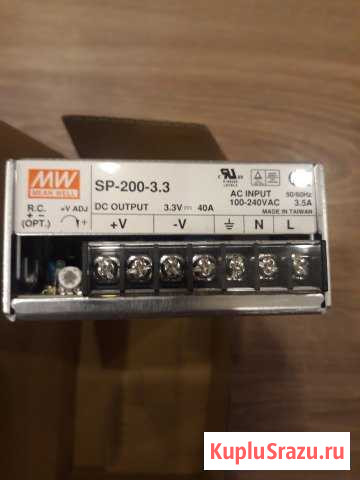 MW
MEAN WELL
SP-200-3.3
AC INPUT 50/60Hz
R.C. +V ADJ
DC OUTPUT 3.3V⎓ 40A
100-240VAC 3.5A
+ −
(OPT.)
MADE IN TAIWAN
+V -V ⏚ N L
KupluSrazu.ru